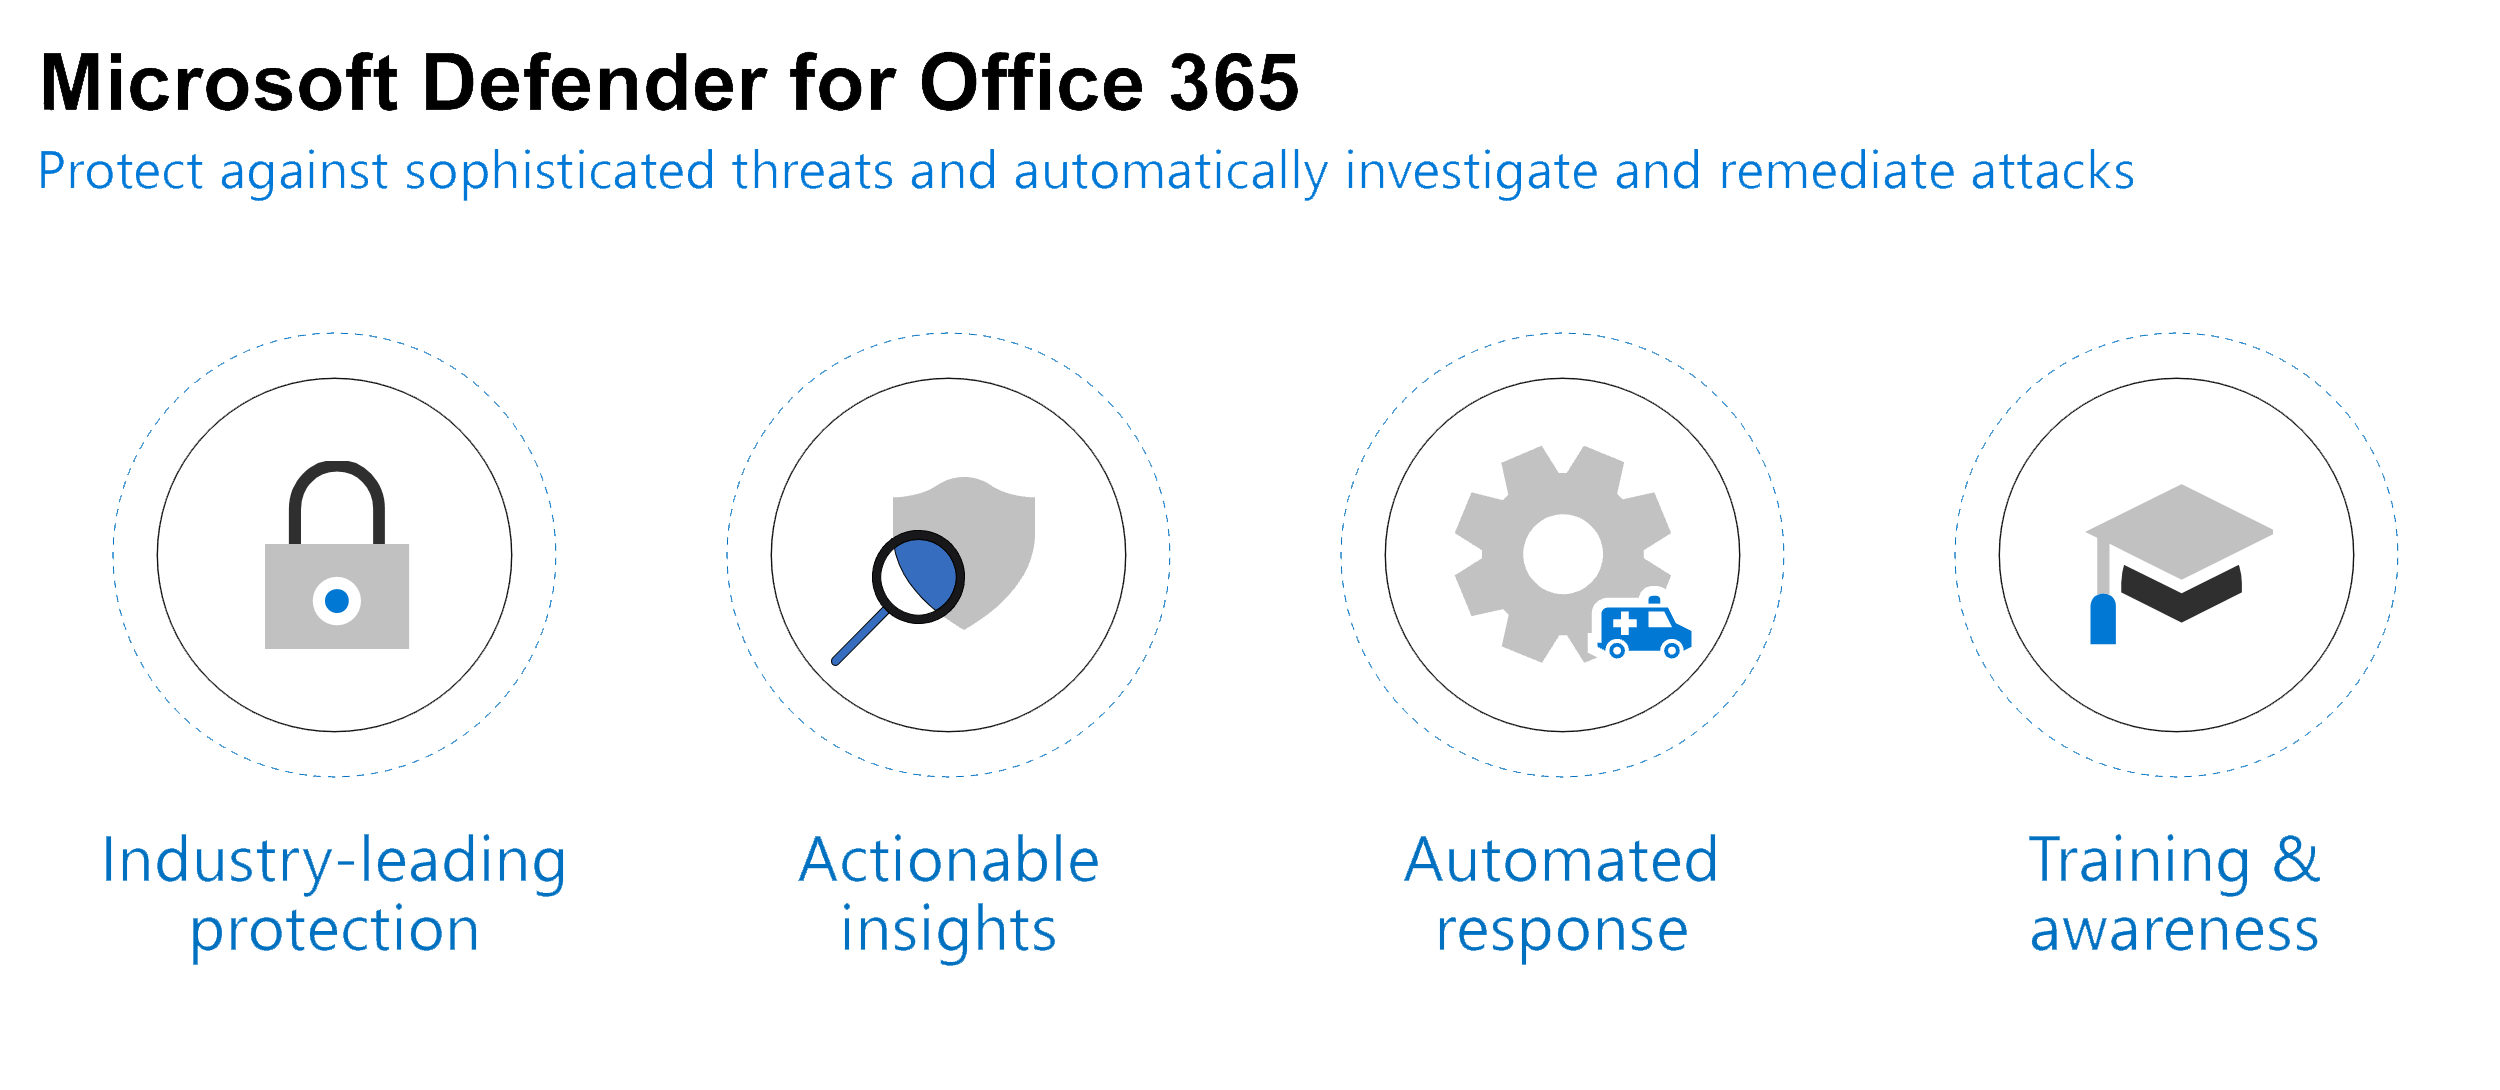 Microsoft Defender for Office 365
Protect against sophisticated threats and automatically investigate and remediate attacks
Industry-leading
protection
Actionable
insights
Automated
response
Training &
awareness